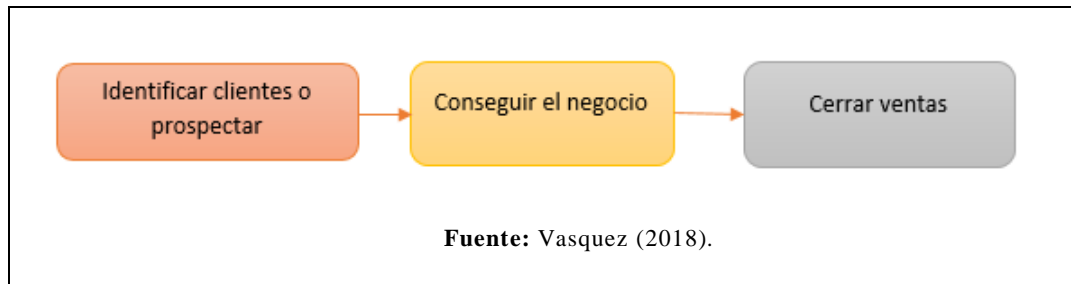 Identificar clientes o
prospectar
Conseguir el negocio
Cerrar ventas
Fuente: Vasquez (2018).